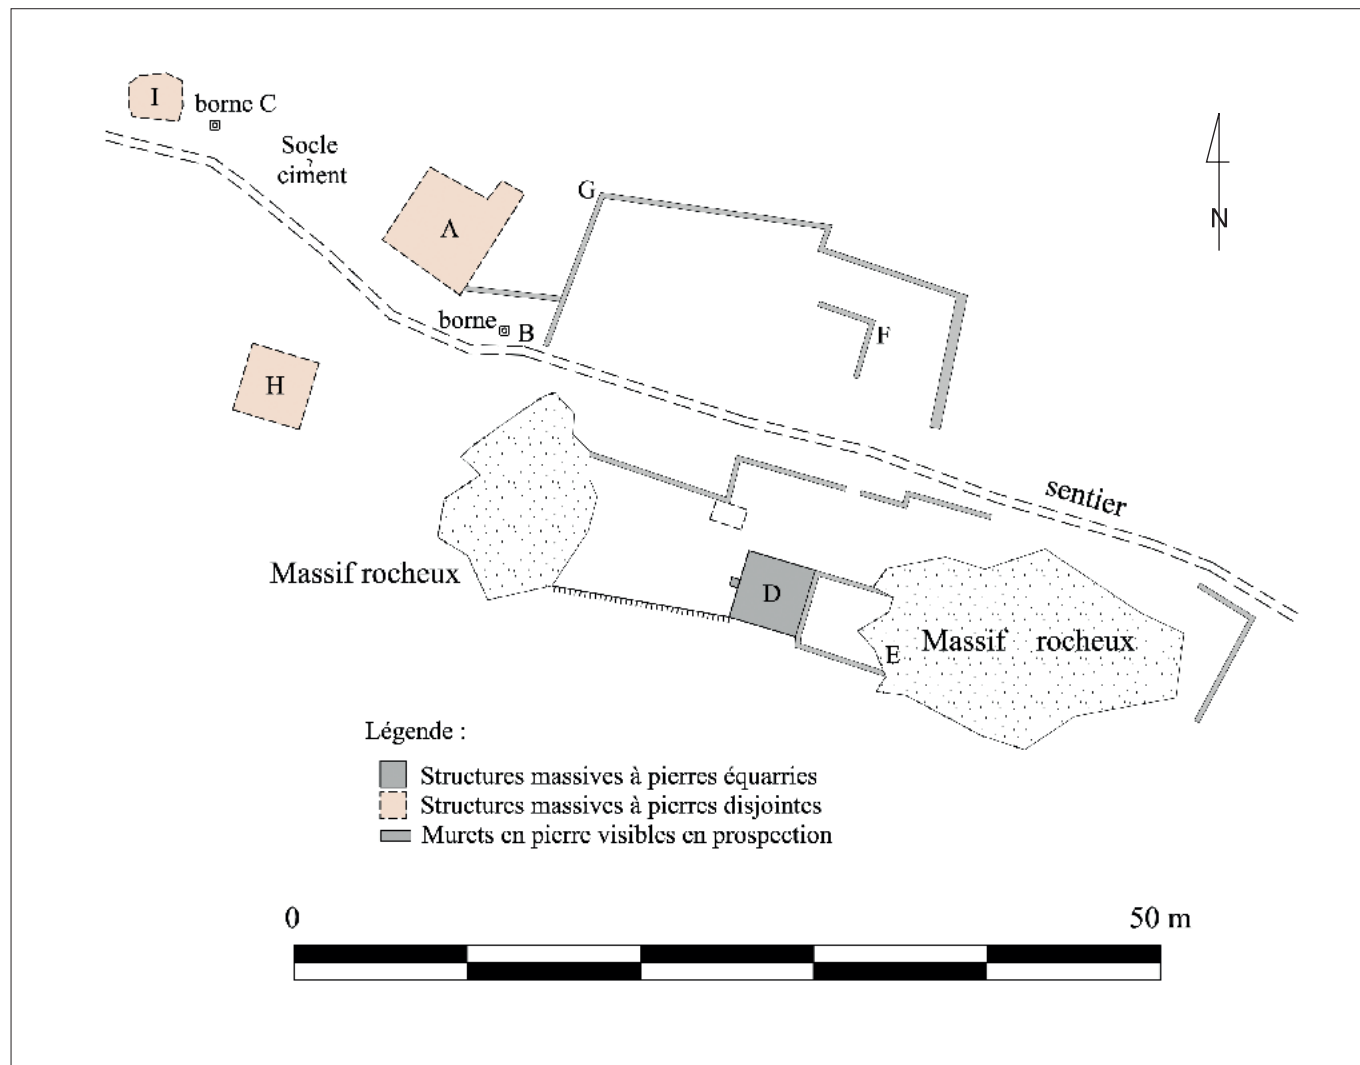 I
borne C
Socle
ciment
A
G
N
borne
B
F
H
sentier
Massif rocheux
D
E
Massif rocheux
Légende :
Structures massives à pierres équarries
Structures massives à pierres disjointes
Murets en pierre visibles en prospection
0
50 m